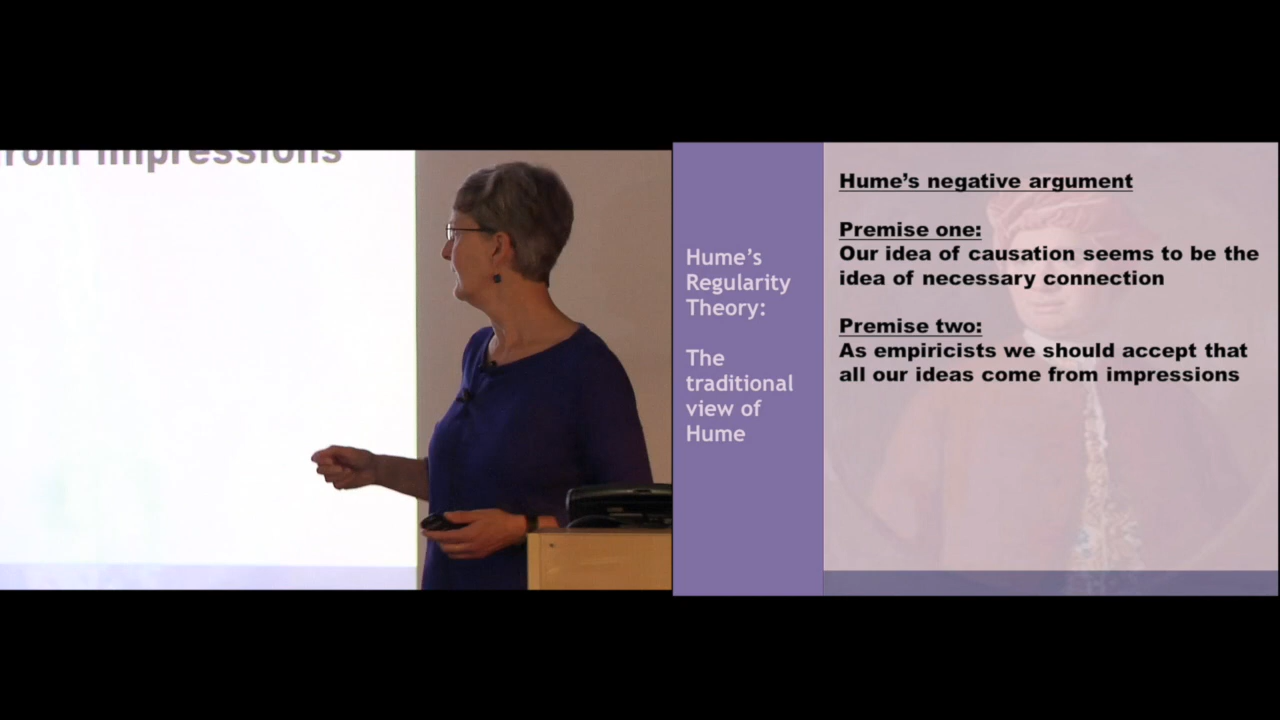 from impressions
Hume's
Regularity
Theory:
The
traditional
view of
Hume
Hume's negative argument
Premise one:
Our idea of causation seems to be the
idea of necessary connection
Premise two:
As empiricists we should accept that
all our ideas come from impressions